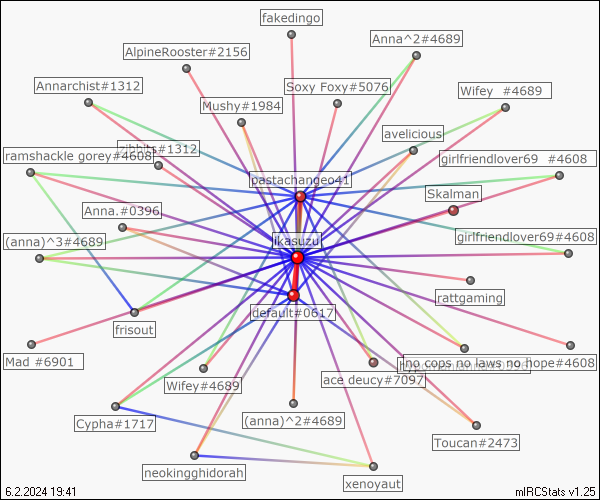 fakedingo
Anna^2#4689
AlpineRooster#2156
Annarchist#1312
Soxy Foxy#5076
Wifey #4689
Mushy#1984
avelicious
zibbits#1312
ramshackle gorey#4608
girlfriendlover69 #4608
pastachangeo41
Skalman
Anna.#0396
(anna)^3#4689
ikasuzu
girlfriendlover69#4608
rattgaming
default#0617
frisout
Mad #6901
no cops no laws no hope#4608
Wifey#4689
ace deucy#7097
Cypha#1717
(anna)^2#4689
Toucan#2473
neokingghidorah
xenoyaut
6.2.2024 19:41
mIRCStats v1.25